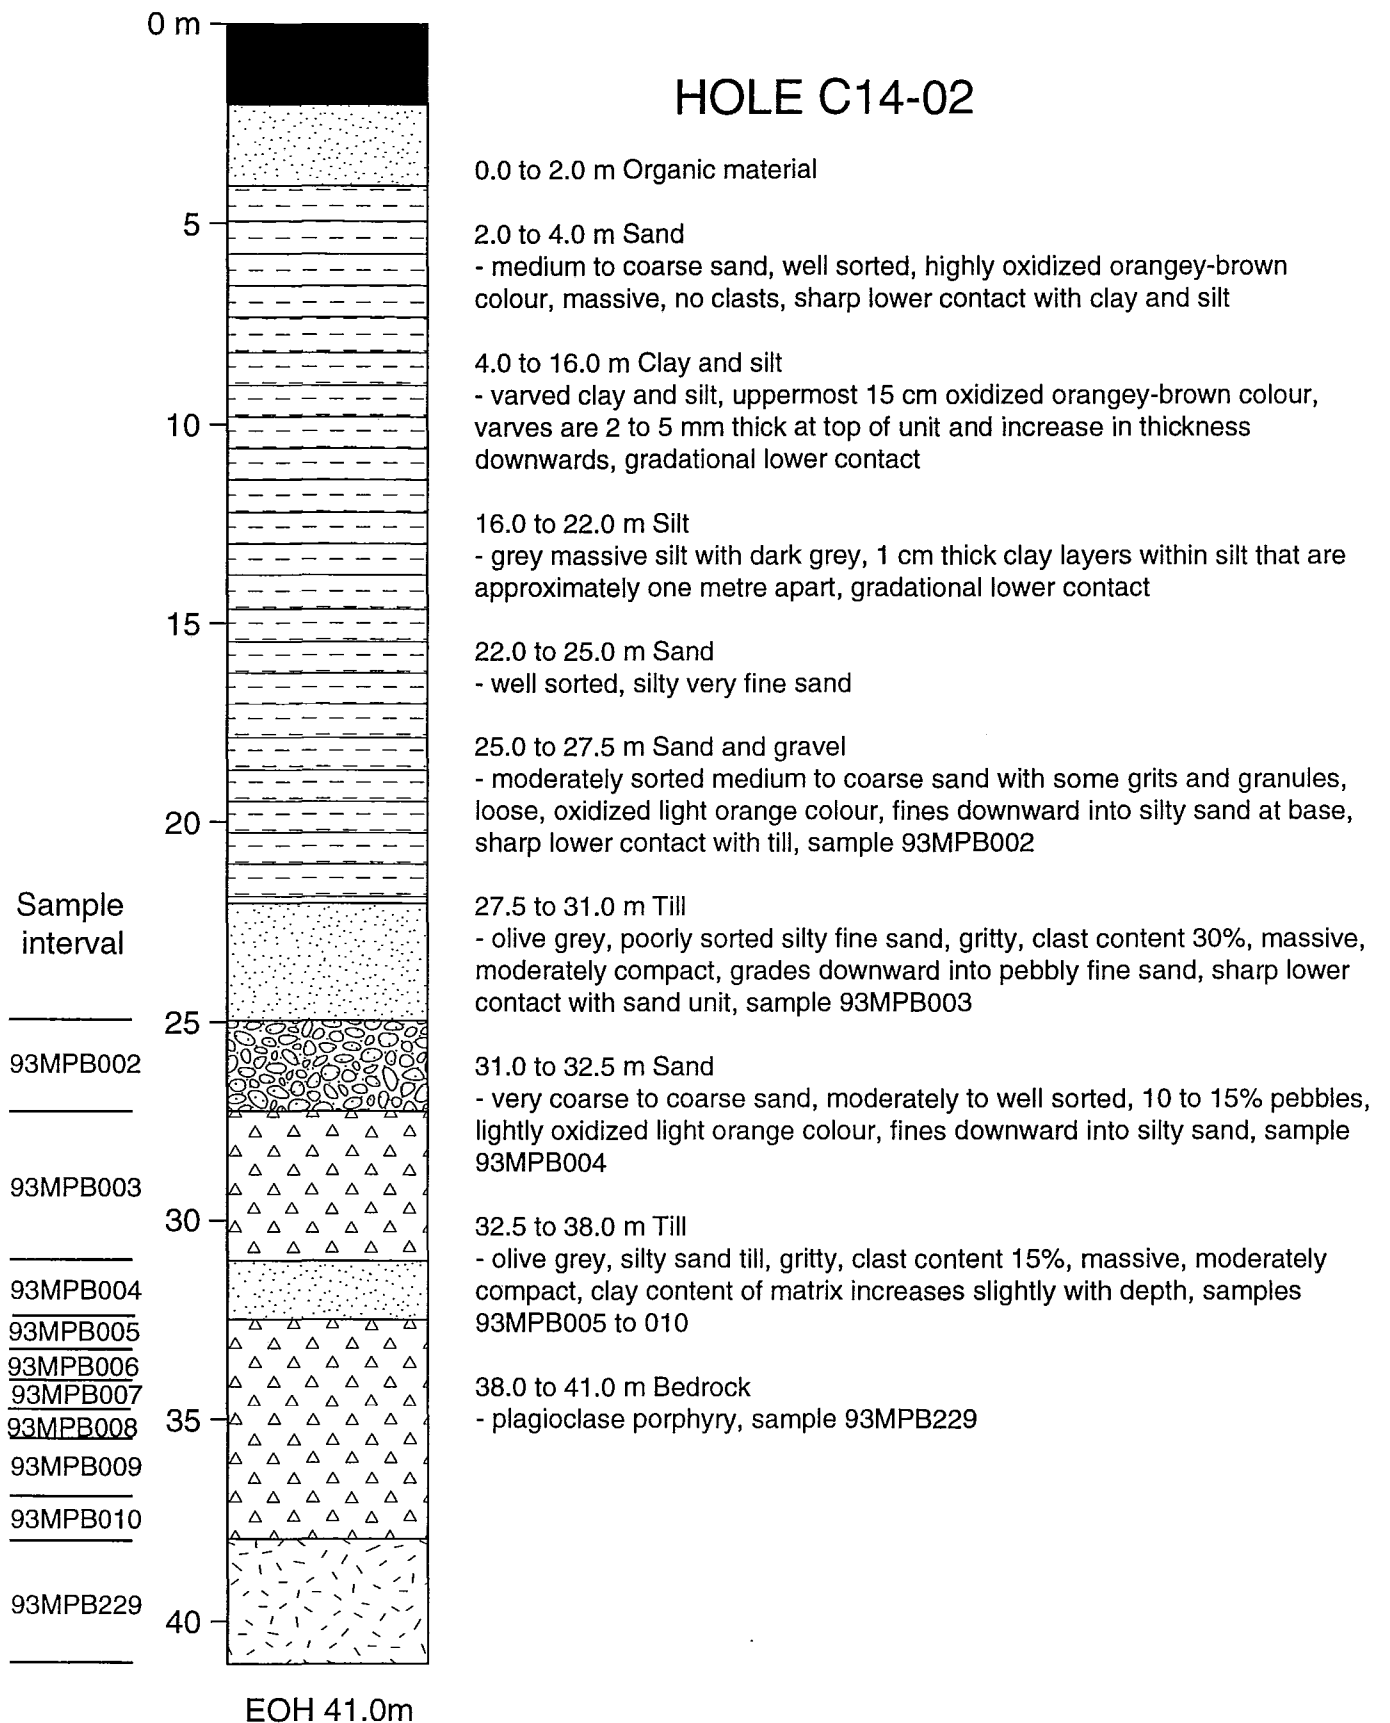 0 m
5
10
15
20
25
30
35
40
EOH 41.0m
Sample
interval
93MPB002
93MPB003
93MPB004
93MPB005
93MPB006
93MPB007
93MPB008
93MPB009
93MPB010
93MPB229
HOLE C14-02
0.0 to 2.0 m Organic material
2.0 to 4.0 m Sand
- medium to coarse sand, well sorted, highly oxidized orangey-brown
colour, massive, no clasts, sharp lower contact with clay and silt
4.0 to 16.0 m Clay and silt
- varved clay and silt, uppermost 15 cm oxidized orangey-brown colour,
varves are 2 to 5 mm thick at top of unit and increase in thickness
downwards, gradational lower contact
16.0 to 22.0 m Silt
- grey massive silt with dark grey, 1 cm thick clay layers within silt that are
approximately one metre apart, gradational lower contact
22.0 to 25.0 m Sand
- well sorted, silty very fine sand
25.0 to 27.5 m Sand and gravel
- moderately sorted medium to coarse sand with some grits and granules,
loose, oxidized light orange colour, fines downward into silty sand at base,
sharp lower contact with till, sample 93MPB002
27.5 to 31.0 m Till
- olive grey, poorly sorted silty fine sand, gritty, clast content 30%, massive,
moderately compact, grades downward into pebbly fine sand, sharp lower
contact with sand unit, sample 93MPB003
31.0 to 32.5 m Sand
- very coarse to coarse sand, moderately to well sorted, 10 to 15% pebbles,
lightly oxidized light orange colour, fines downward into silty sand, sample
93MPB004
32.5 to 38.0 m Till
- olive grey, silty sand till, gritty, clast content 15%, massive, moderately
compact, clay content of matrix increases slightly with depth, samples
93MPB005 to 010
38.0 to 41.0 m Bedrock
- plagioclase porphyry, sample 93MPB229